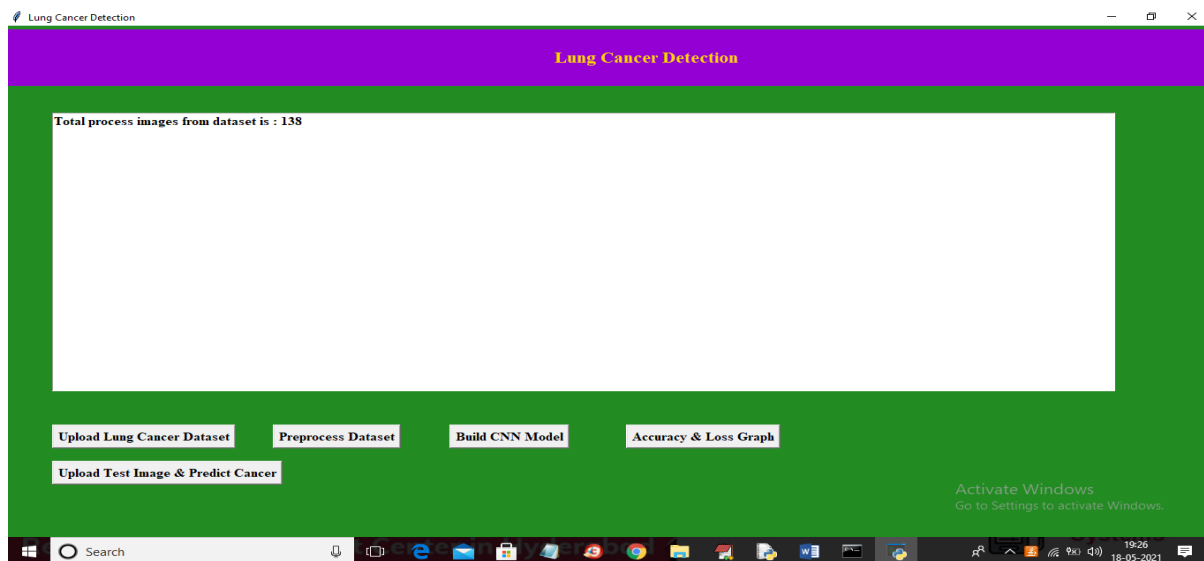 Lung Cancer Detection
Lung Cancer Detection
Total process images from dataset is : 138
Upload Lung Cancer Dataset
Preprocess Dataset
Build CNN Model
Accuracy & Loss Graph
Upload Test Image & Predict Cancer
Activate Windows
Go to Settings to activate Windows.
Search
19:26
18-05-2021